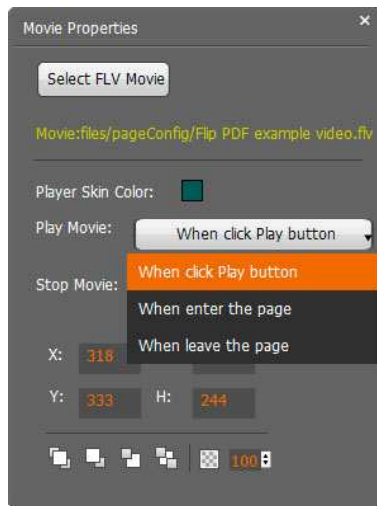 Movie Properties
×
Select FLV Movie
Movie:files/pageConfig/Flip PDF example video.flv
Player Skin Color:
Play Movie:
When click Play button
When click Play button
Stop Movie:
When enter the page
When leave the page
X: 318
Y: 333 H: 244
100